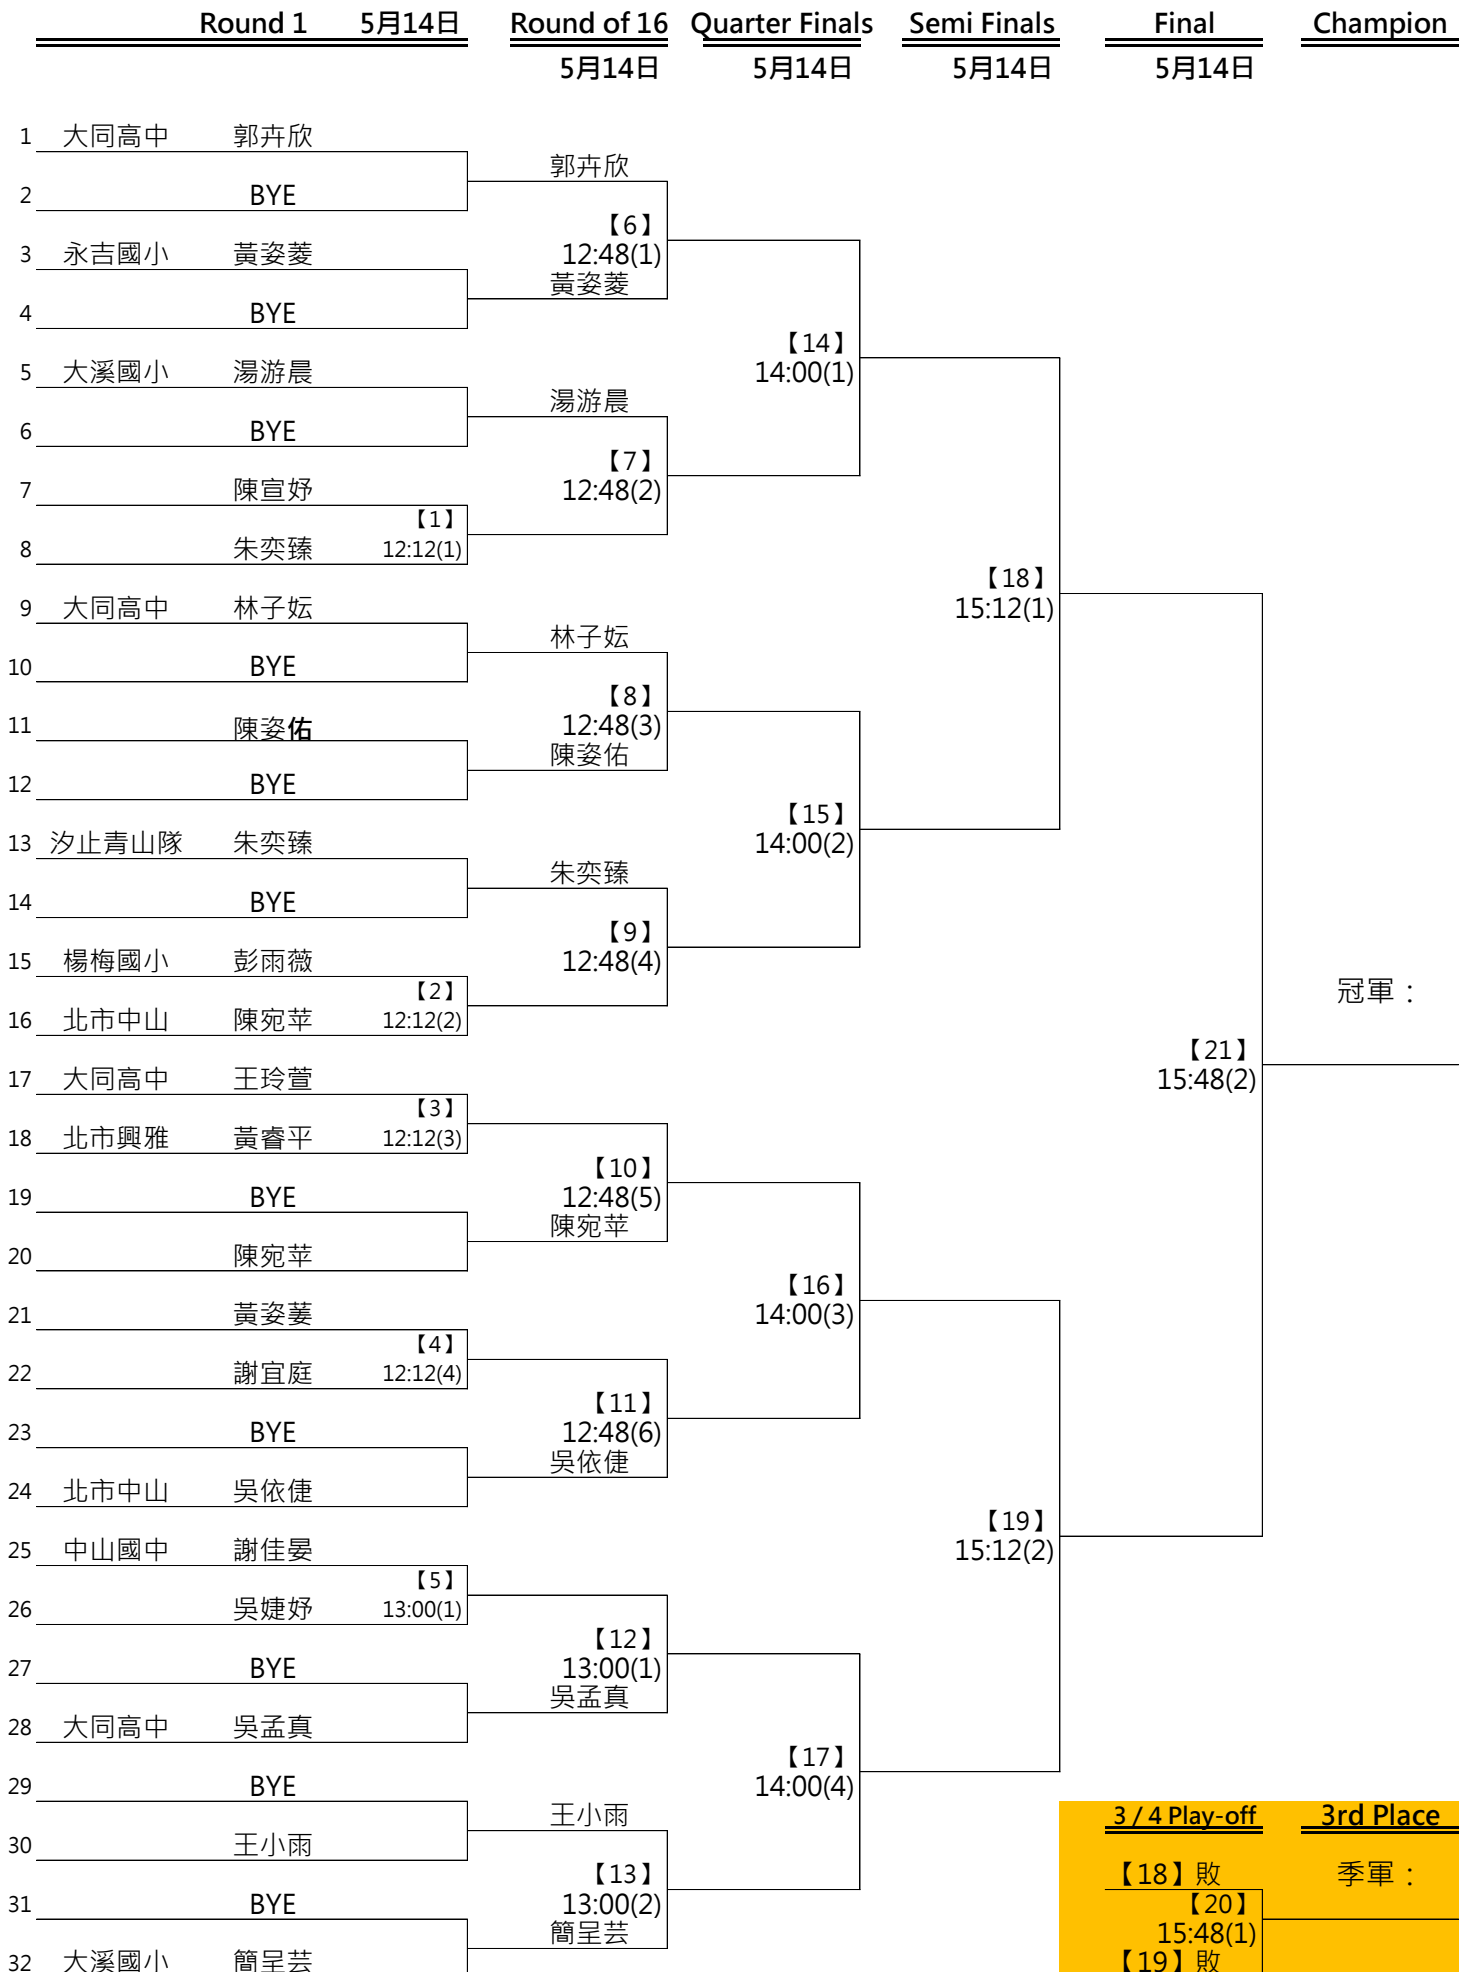 Round 1 5月14日 Round of 16 Quarter Finals Semi Finals Final Champion
5月14日 5月14日 5月14日 5月14日
1 大同高中 郭卉欣
郭卉欣
2 BYE
【6】
3 永吉國小 黃姿菱 12:48(1)
黃姿菱
4 BYE
【14】
5 大溪國小 湯游晨 14:00(1)
湯游晨
6 BYE
【7】
7 陳宣妤 12:48(2)
【1】
8 朱奕臻 12:12(1)
【18】
9 大同高中 林子妘 15:12(1)
林子妘
10 BYE
【8】
11 陳姿佑 12:48(3)
陳姿佑
12 BYE
【15】
13 汐止青山隊 朱奕臻 14:00(2)
朱奕臻
14 BYE
【9】
15 楊梅國小 彭雨薇 12:48(4)
【2】 冠軍：
16 北市中山 陳宛苹 12:12(2)
【21】
17 大同高中 王玲萱 15:48(2)
【3】
18 北市興雅 黃睿平 12:12(3)
【10】
19 BYE 12:48(5)
陳宛苹
20 陳宛苹
【16】
21 黃姿萋 14:00(3)
【4】
22 謝宜庭 12:12(4)
【11】
23 BYE 12:48(6)
吳依倢
24 北市中山 吳依倢
【19】
25 中山國中 謝佳晏 15:12(2)
【5】
26 吳婕妤 13:00(1)
【12】
27 BYE 13:00(1)
吳孟真
28 大同高中 吳孟真
【17】
29 BYE 14:00(4)
王小雨 3 / 4 Play-off 3rd Place
30 王小雨
【13】 【18】敗 季軍：
31 BYE 13:00(2) 【20】
簡呈芸 15:48(1)
32 大溪國小 簡呈芸 【19】敗